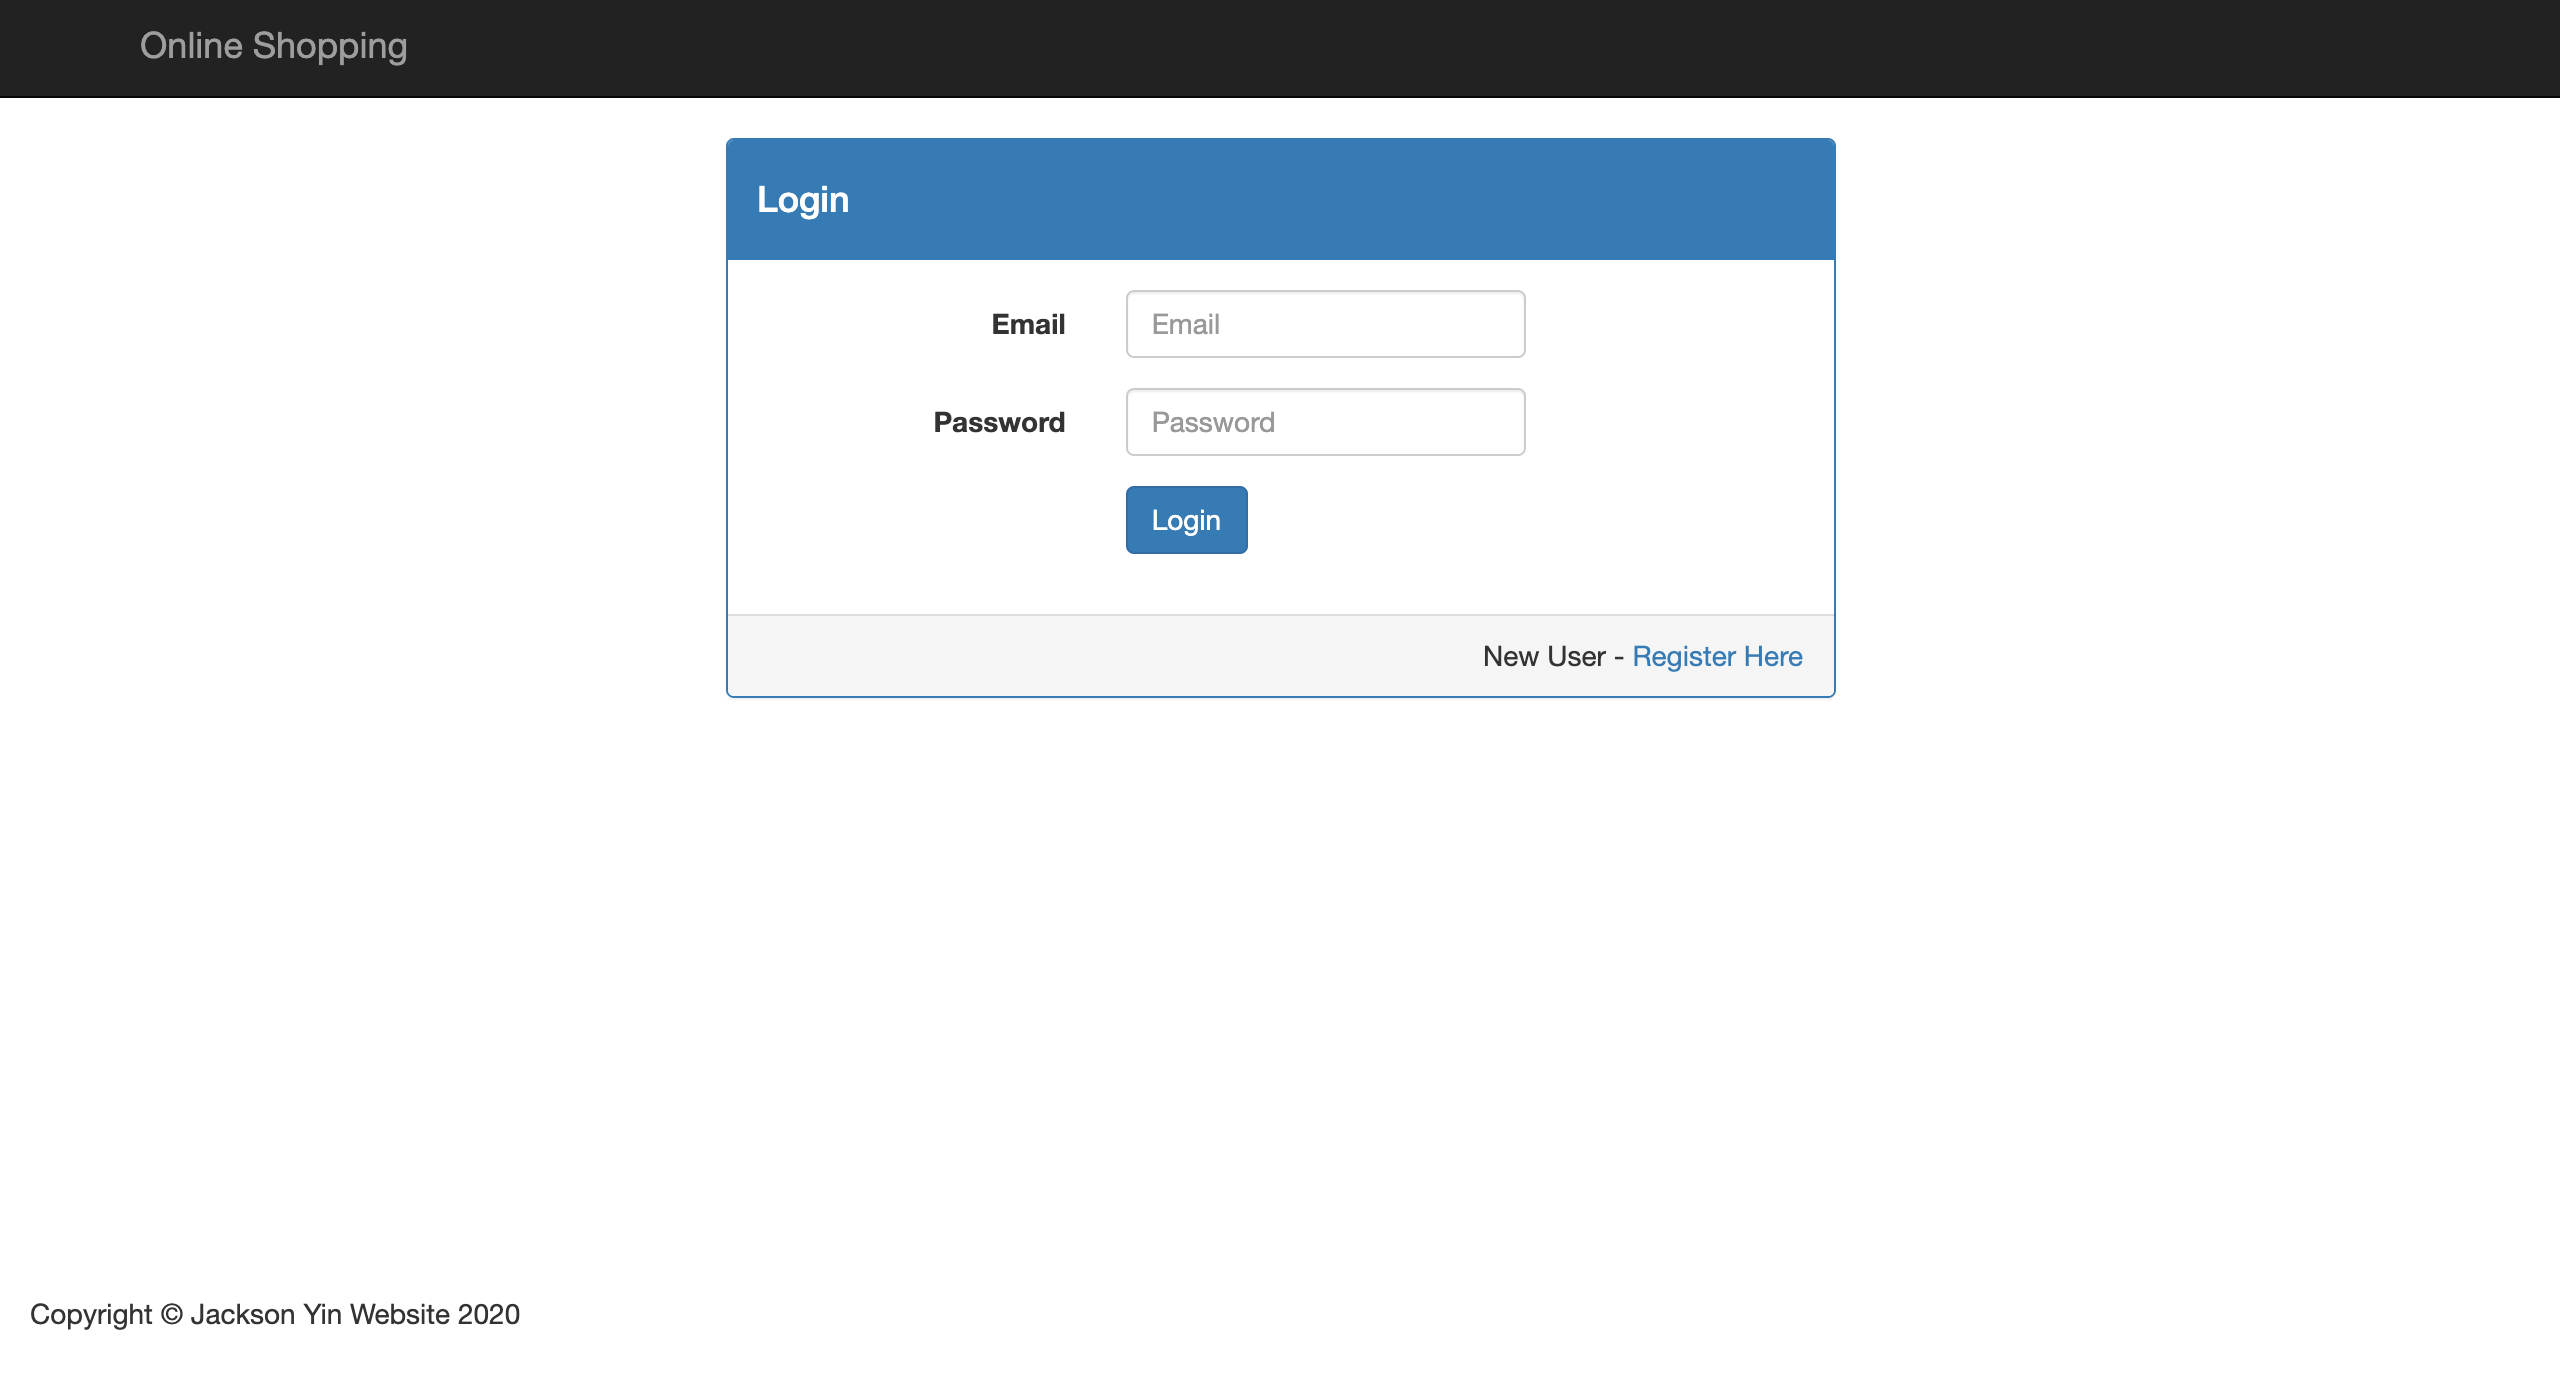 Online Shopping
Login
Email Email
Password Password
Login
New User - Register Here
Copyright © Jackson Yin Website 2020